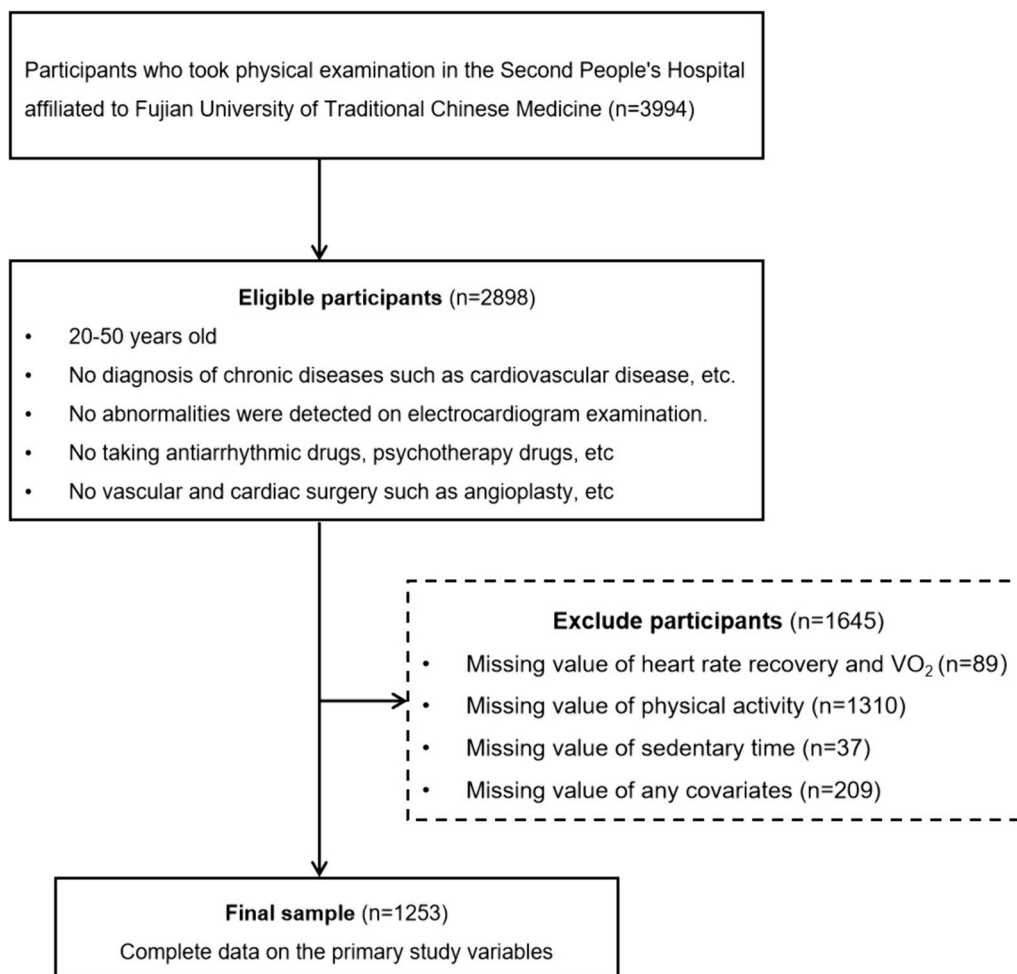 Participants who took physical examination in the Second People's Hospital
affiliated to Fujian University of Traditional Chinese Medicine (n=3994)
Eligible participants (n=2898)
• 20-50 years old
• No diagnosis of chronic diseases such as cardiovascular disease, etc.
• No abnormalities were detected on electrocardiogram examination.
• No taking antiarrhythmic drugs, psychotherapy drugs, etc
• No vascular and cardiac surgery such as angioplasty, etc
Exclude participants (n=1645)
• Missing value of heart rate recovery and VO₂ (n=89)
• Missing value of physical activity (n=1310)
• Missing value of sedentary time (n=37)
• Missing value of any covariates (n=209)
Final sample (n=1253)
Complete data on the primary study variables